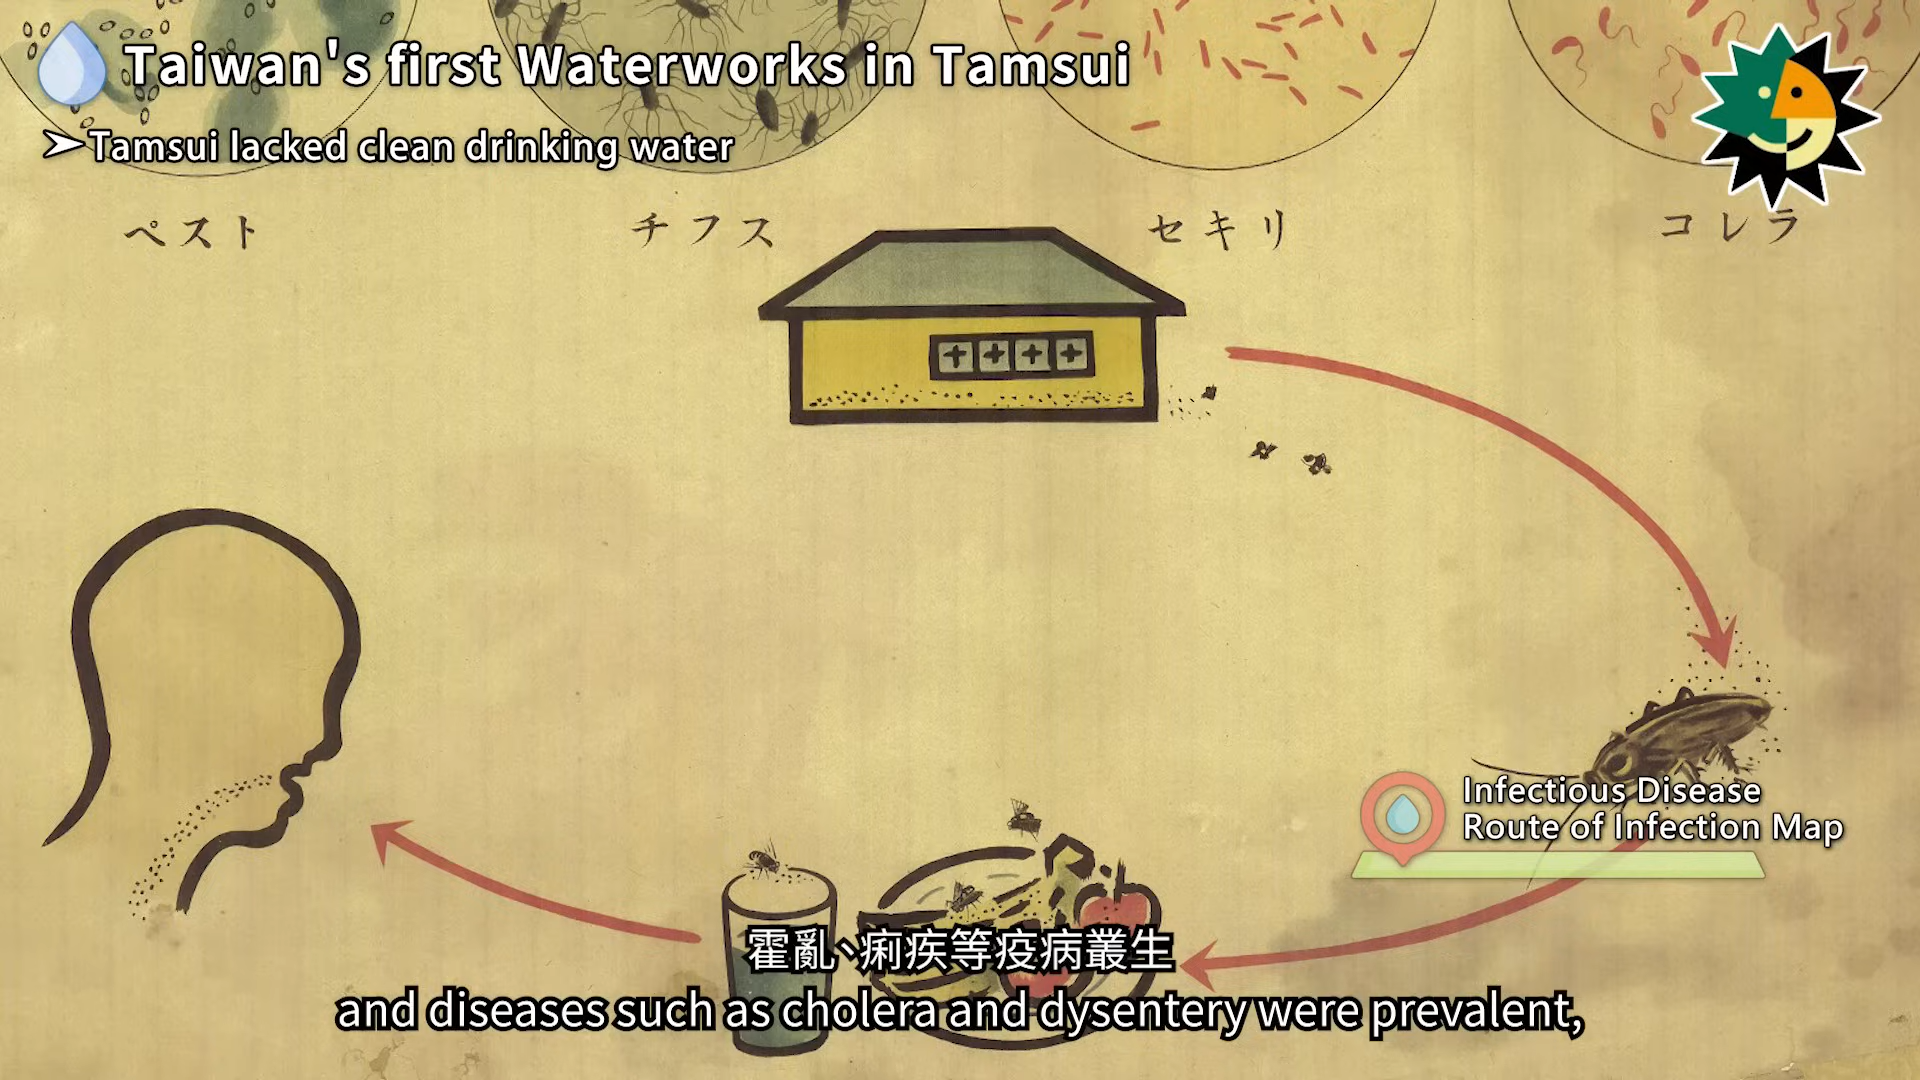 Taiwan's first Waterworks in Tamsui
Tamsui lacked clean drinking water
ペスト
チフス
セキリ
コレラ
Infectious Disease
Route of Infection Map
霍亂、痢疾等疫病叢生
and diseases such as cholera and dysentery were prevalent,